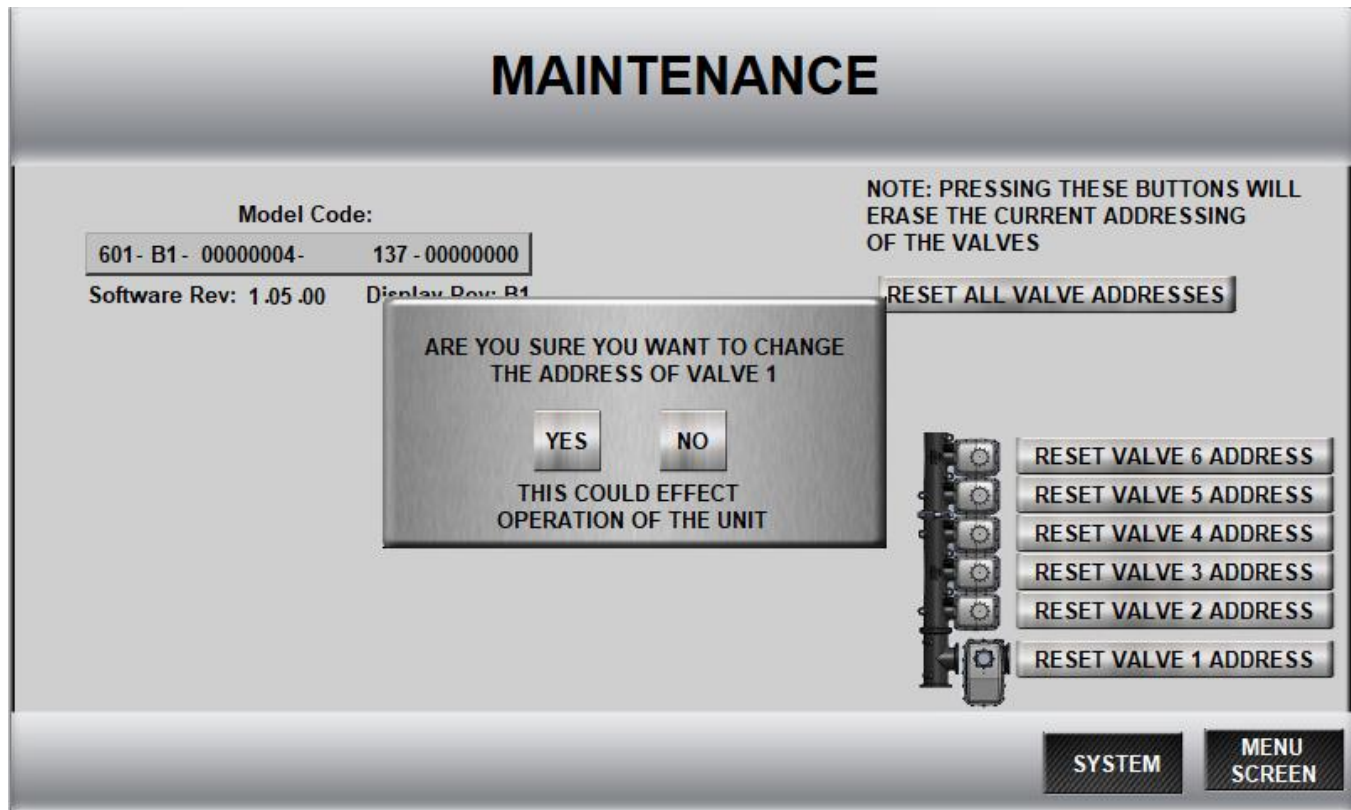 MAINTENANCE
Model Code:
601- B1- 00000004- 137 - 00000000
Software Rev: 1.05.00 Display Rev: B1
NOTE: PRESSING THESE BUTTONS WILL
ERASE THE CURRENT ADDRESSING
OF THE VALVES
RESET ALL VALVE ADDRESSES
ARE YOU SURE YOU WANT TO CHANGE
THE ADDRESS OF VALVE 1
YES NO
THIS COULD EFFECT
OPERATION OF THE UNIT
RESET VALVE 6 ADDRESS
RESET VALVE 5 ADDRESS
RESET VALVE 4 ADDRESS
RESET VALVE 3 ADDRESS
RESET VALVE 2 ADDRESS
RESET VALVE 1 ADDRESS
SYSTEM
MENU
SCREEN